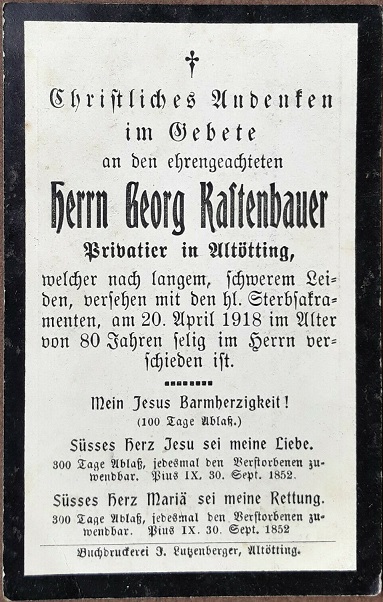 Christliches Andenken
im Gebete
an den ehrengeachteten
Herrn Georg Kastenbauer
Privatier in Altötting,
welcher nach langem, schwerem Lei-
den, versehen mit den hl. Sterbsakra-
menten, am 20. April 1918 im Alter
von 80 Jahren selig im Herrn ver-
schieden ist.
Mein Jesus Barmherzigkeit!
(100 Tage Ablaß.)
Süsses Herz Jesu sei meine Liebe.
300 Tage Ablaß, jedesmal den Verstorbenen zu-
wendbar. Pius IX. 30. Sept. 1852.
Süsses Herz Mariä sei meine Rettung.
300 Tage Ablaß, jedesmal den Verstorbenen zu-
wendbar. Pius IX. 30. Sept. 1852
Buchdruckerei J. Lutzenberger, Altötting.